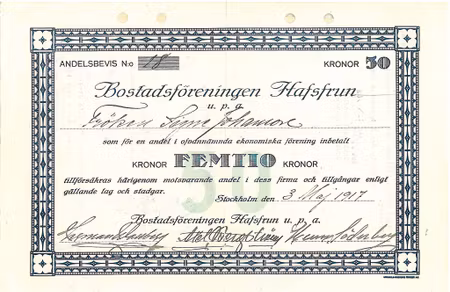 ANDELSBEVIS N:o 18
KRONOR 50
Bostadsföreningen Hafsfrun
u. p. a.
Fröken Signe Johanson
som för en andel i ofvannämnda ekonomiska förening inbetalt
KRONOR FEMTIO KRONOR
tillförsäkras härigenom motsvarande andel i dess firma och tillgångar enligt
gällande lag och stadgar.
Stockholm den 3 Maj 1917
Bostadsföreningen Hafsfrun u. p. a.
Herman